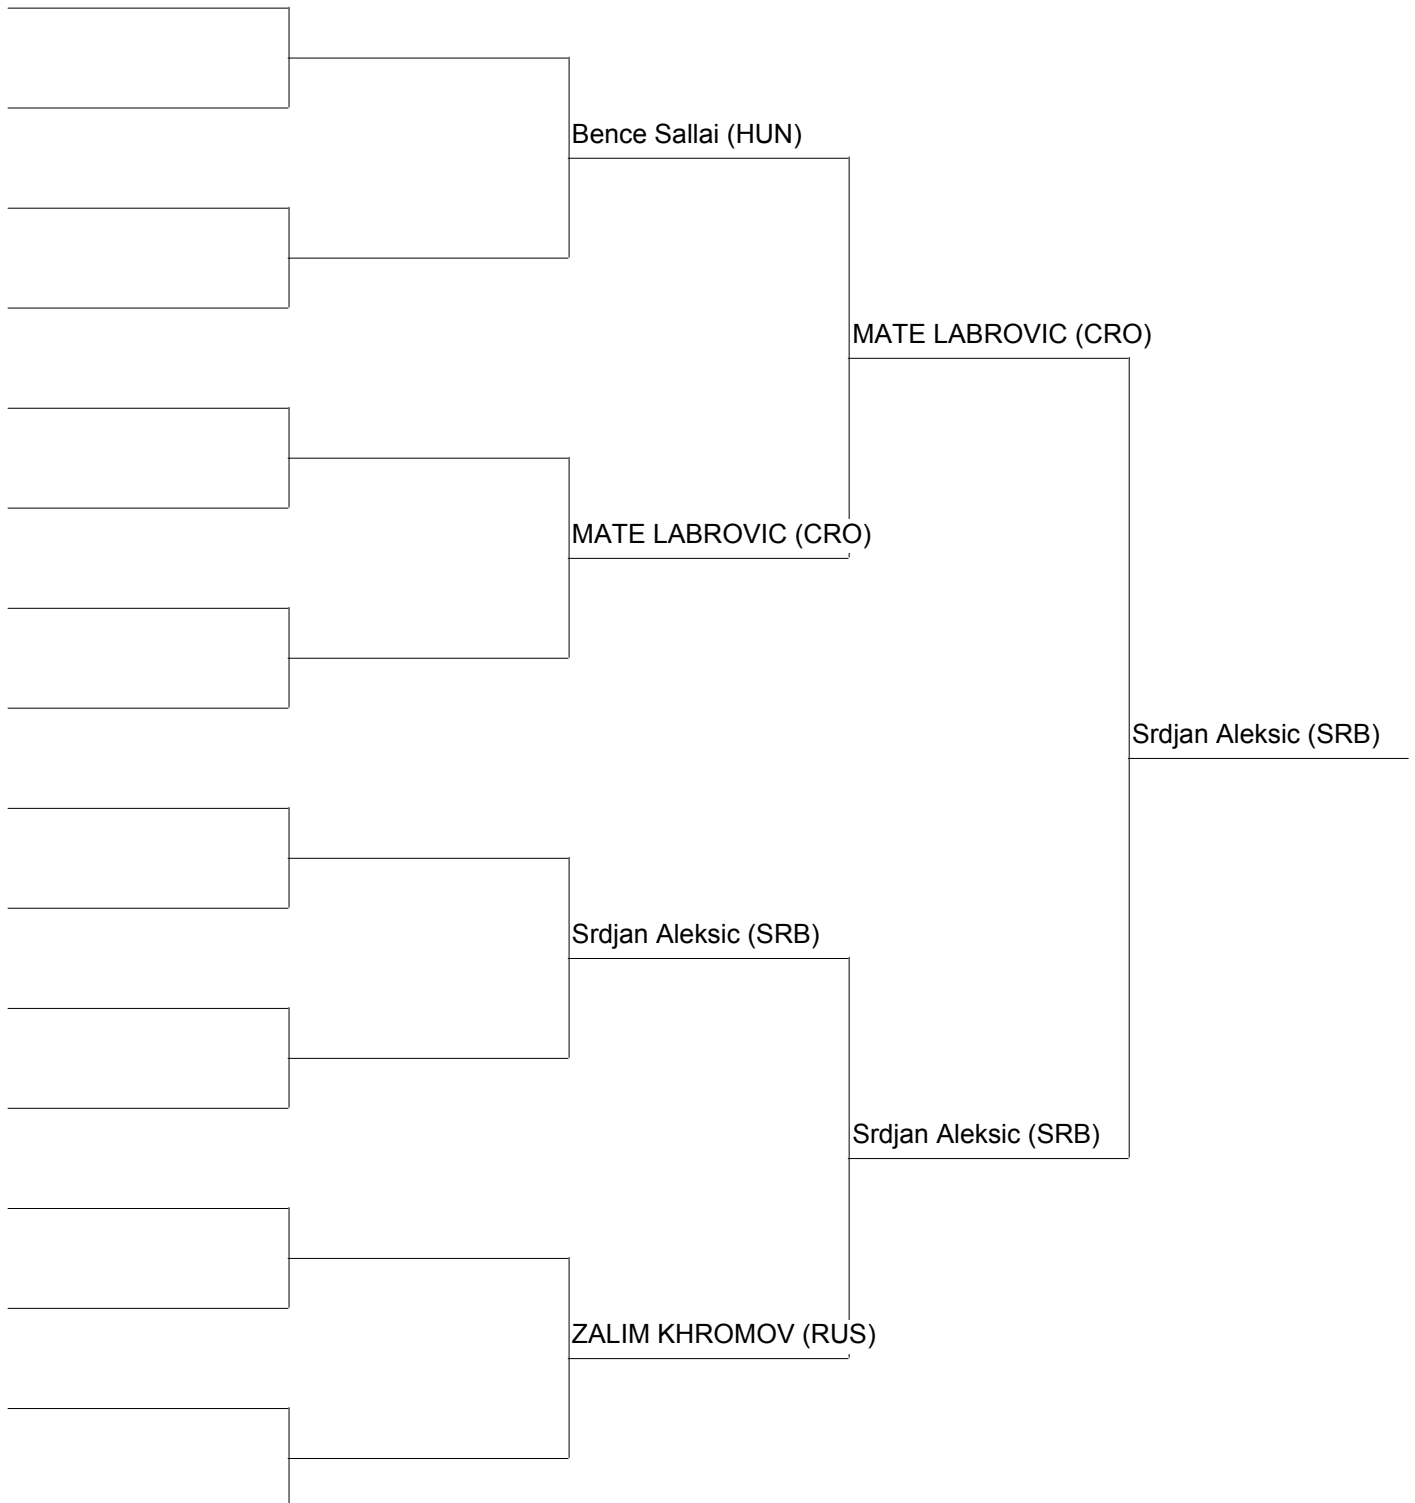 Bence Sallai (HUN)
MATE LABROVIC (CRO)
MATE LABROVIC (CRO)
Srdjan Aleksic (SRB)
Srdjan Aleksic (SRB)
Srdjan Aleksic (SRB)
ZALIM KHROMOV (RUS)